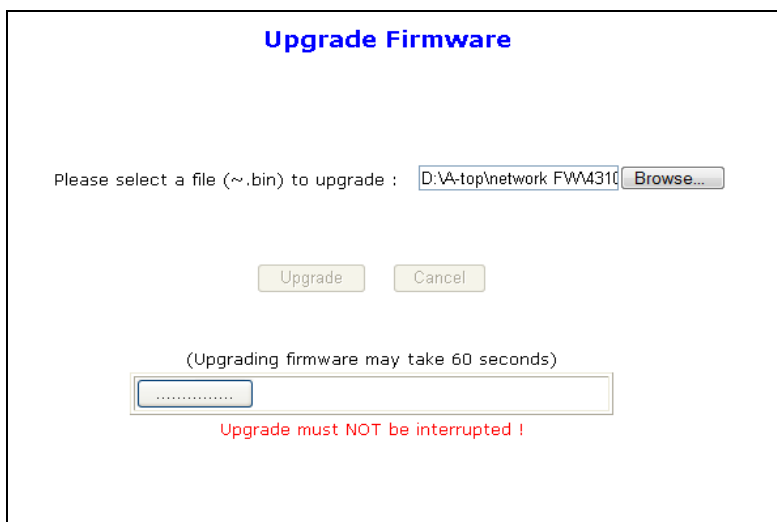 Upgrade Firmware
Please select a file (~.bin) to upgrade : D:\A-top\network FW\4310 Browse...
Upgrade Cancel
(Upgrading firmware may take 60 seconds)
...............
Upgrade must NOT be interrupted !